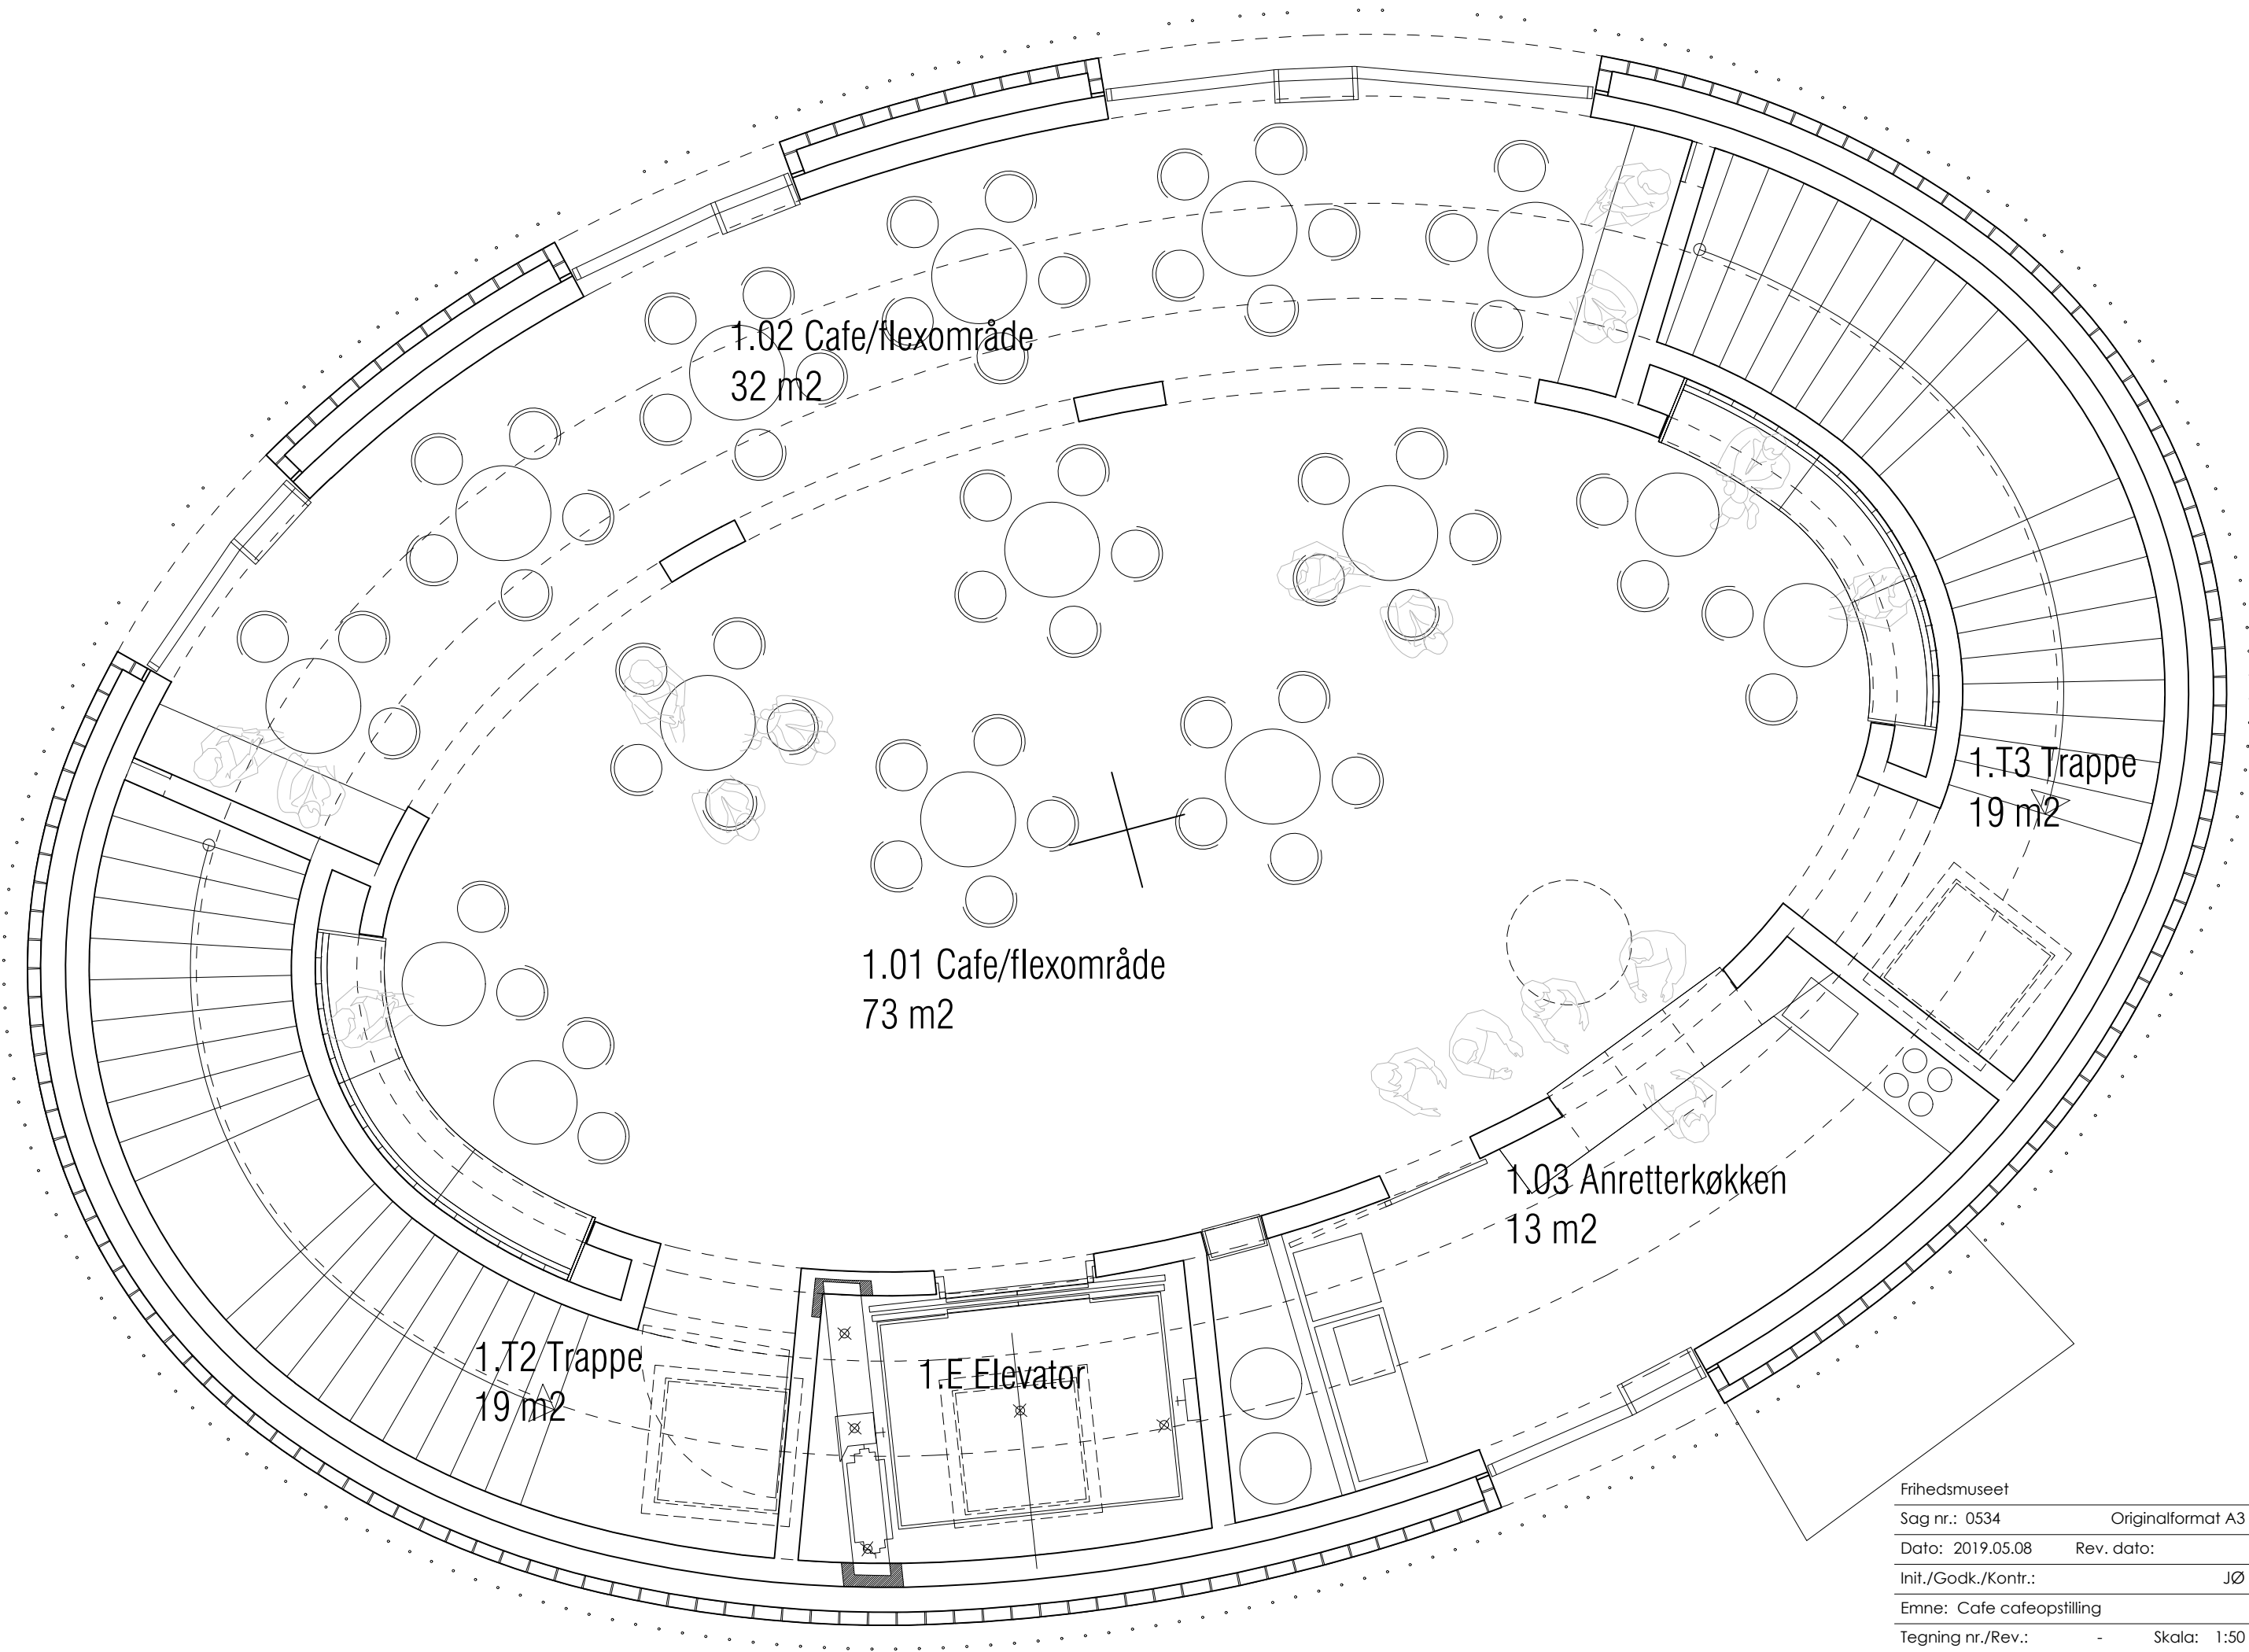 1.02 Cafe/flexområde
32 m2
1.T3 Trappe
19 m2
1.01 Cafe/flexområde
73 m2
1.03 Anretterkøkken
13 m2
1.T2 Trappe
19 m2
1.E Elevator
Frihedsmuseet
Sag nr.: 0534 Originalformat A3
Dato: 2019.05.08 Rev. dato:
Init./Godk./Kontr.: JØ
Emne: Cafe cafeopstilling
Tegning nr./Rev.: - Skala: 1:50